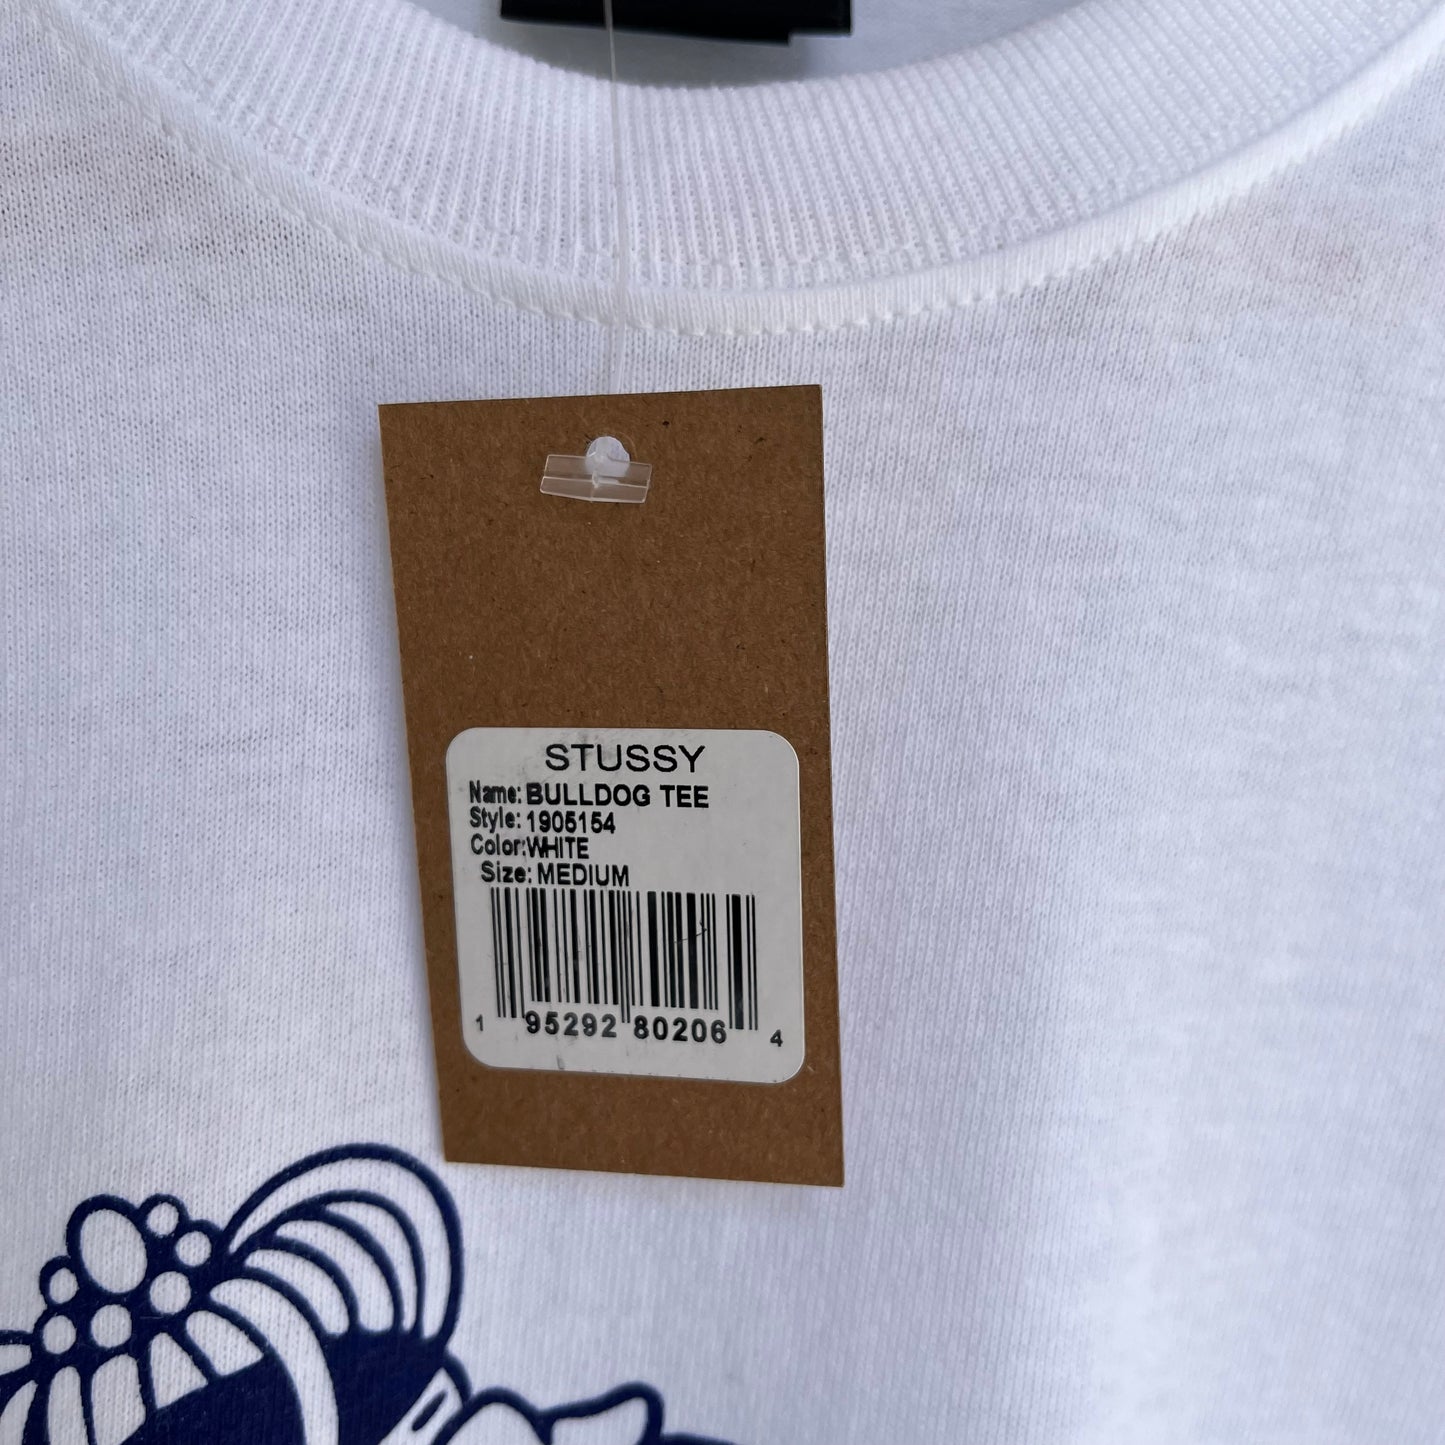 STUSSY
Name: BULLDOG TEE
Style: 1905154
Color:WHITE
Size: MEDIUM
1 95292 80206 4